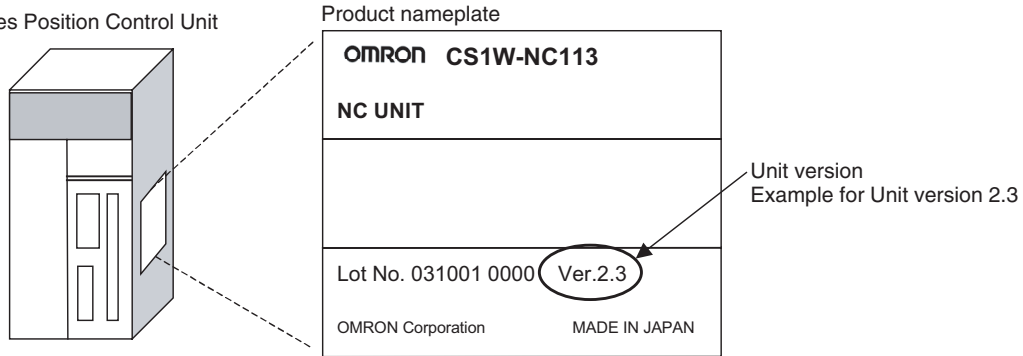 Position Control Unit
Product nameplate
OMRON CS1W-NC113
NC UNIT
Unit version
Example for Unit version 2.3
Lot No. 031001 0000 Ver.2.3
OMRON Corporation MADE IN JAPAN